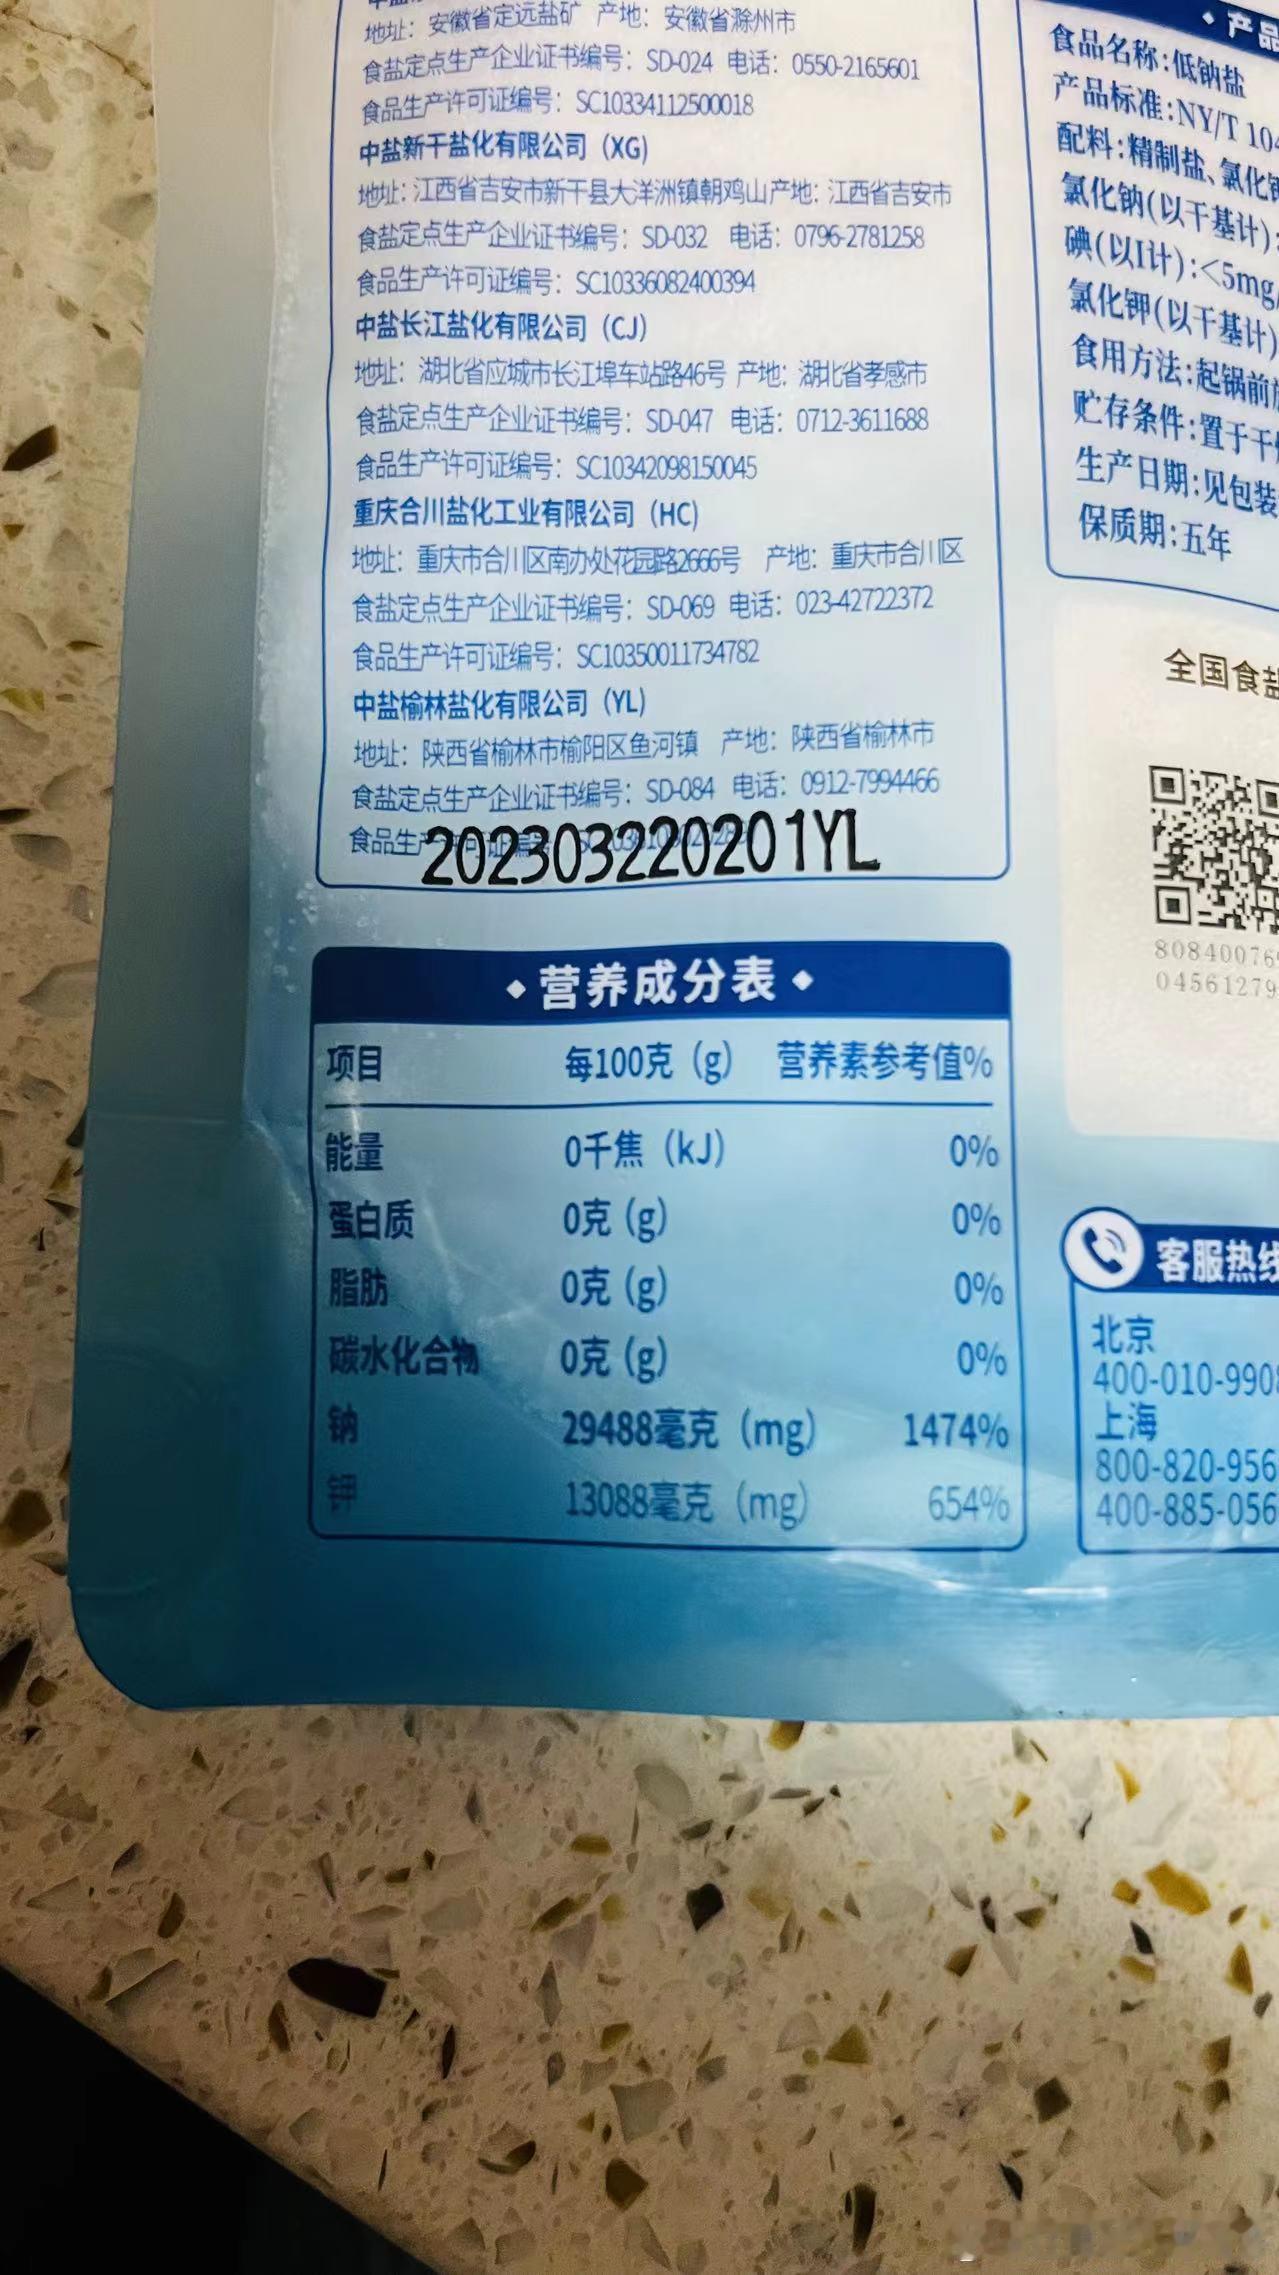 地址：安徽省定远盐矿 产地：安徽省滁州市
食盐定点生产企业证书编号：SD-024 电话：0550-2165601
食品生产许可证编号：SC10334112500018
中盐新干盐化有限公司（XG）
地址：江西省吉安市新干县大洋洲镇朝鸡山 产地：江西省吉安市
食盐定点生产企业证书编号：SD-032 电话：0796-2781258
食品生产许可证编号：SC10336082400394
中盐长江盐化有限公司（CJ）
地址：湖北省应城市长江埠车站路46号 产地：湖北省孝感市
食盐定点生产企业证书编号：SD-047 电话：0712-3611688
食品生产许可证编号：SC10342098150045
重庆合川盐化工业有限公司（HC）
地址：重庆市合川区南办处花园路2666号 产地：重庆市合川区
食盐定点生产企业证书编号：SD-069 电话：023-42722372
食品生产许可证编号：SC10350011734782
中盐榆林盐化有限公司（YL）
地址：陕西省榆林市榆阳区鱼河镇 产地：陕西省榆林市
食盐定点生产企业证书编号：SD-084 电话：0912-7994466
食品生产许可证编号：
202303220201YL
营养成分表
项目 每100克（g） 营养素参考值%
能量 0千焦（kJ） 0%
蛋白质 0克（g） 0%
脂肪 0克（g） 0%
碳水化合物 0克（g） 0%
钠 29488毫克（mg） 1474%
钾 13088毫克（mg） 654%
产品
食品名称：低钠盐
产品标准：NY/T 104
配料：精制盐、氯化钾
氯化钠（以干基计）：
碘（以I计）：<5mg/
氯化钾（以干基计）
食用方法：起锅前放
贮存条件：置于干燥
生产日期：见包装
保质期：五年
全国食盐
80840076
04561279
客服热线
北京
400-010-9908
上海
800-820-956
400-885-056